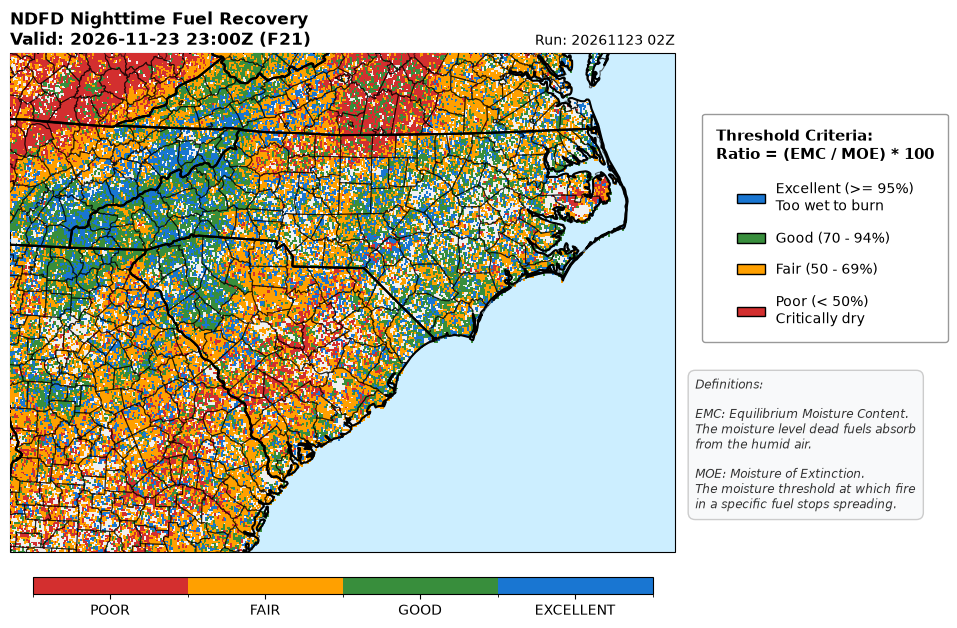 NDFD Nighttime Fuel Recovery
Valid: 2026-11-23 23:00Z (F21)
Run: 20261123 02Z
Threshold Criteria:
Ratio = (EMC / MOE) * 100
Excellent (>= 95%)
Too wet to burn
Good (70 - 94%)
Fair (50 - 69%)
Poor (< 50%)
Critically dry
Definitions:
EMC: Equilibrium Moisture Content.
The moisture level dead fuels absorb
from the humid air.
MOE: Moisture of Extinction.
The moisture threshold at which fire
in a specific fuel stops spreading.
POOR FAIR GOOD EXCELLENT